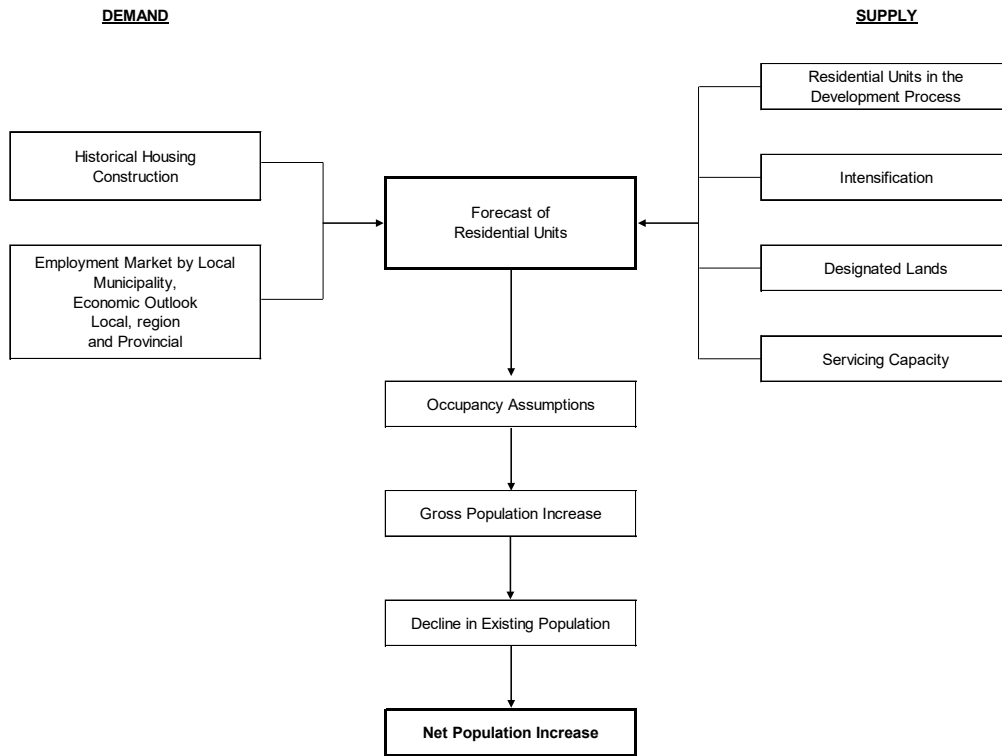 DEMAND
SUPPLY
Historical Housing
Construction
Employment Market by Local
Municipality,
Economic Outlook
Local, region
and Provincial
Forecast of
Residential Units
Residential Units in the
Development Process
Intensification
Designated Lands
Servicing Capacity
Occupancy Assumptions
Gross Population Increase
Decline in Existing Population
Net Population Increase